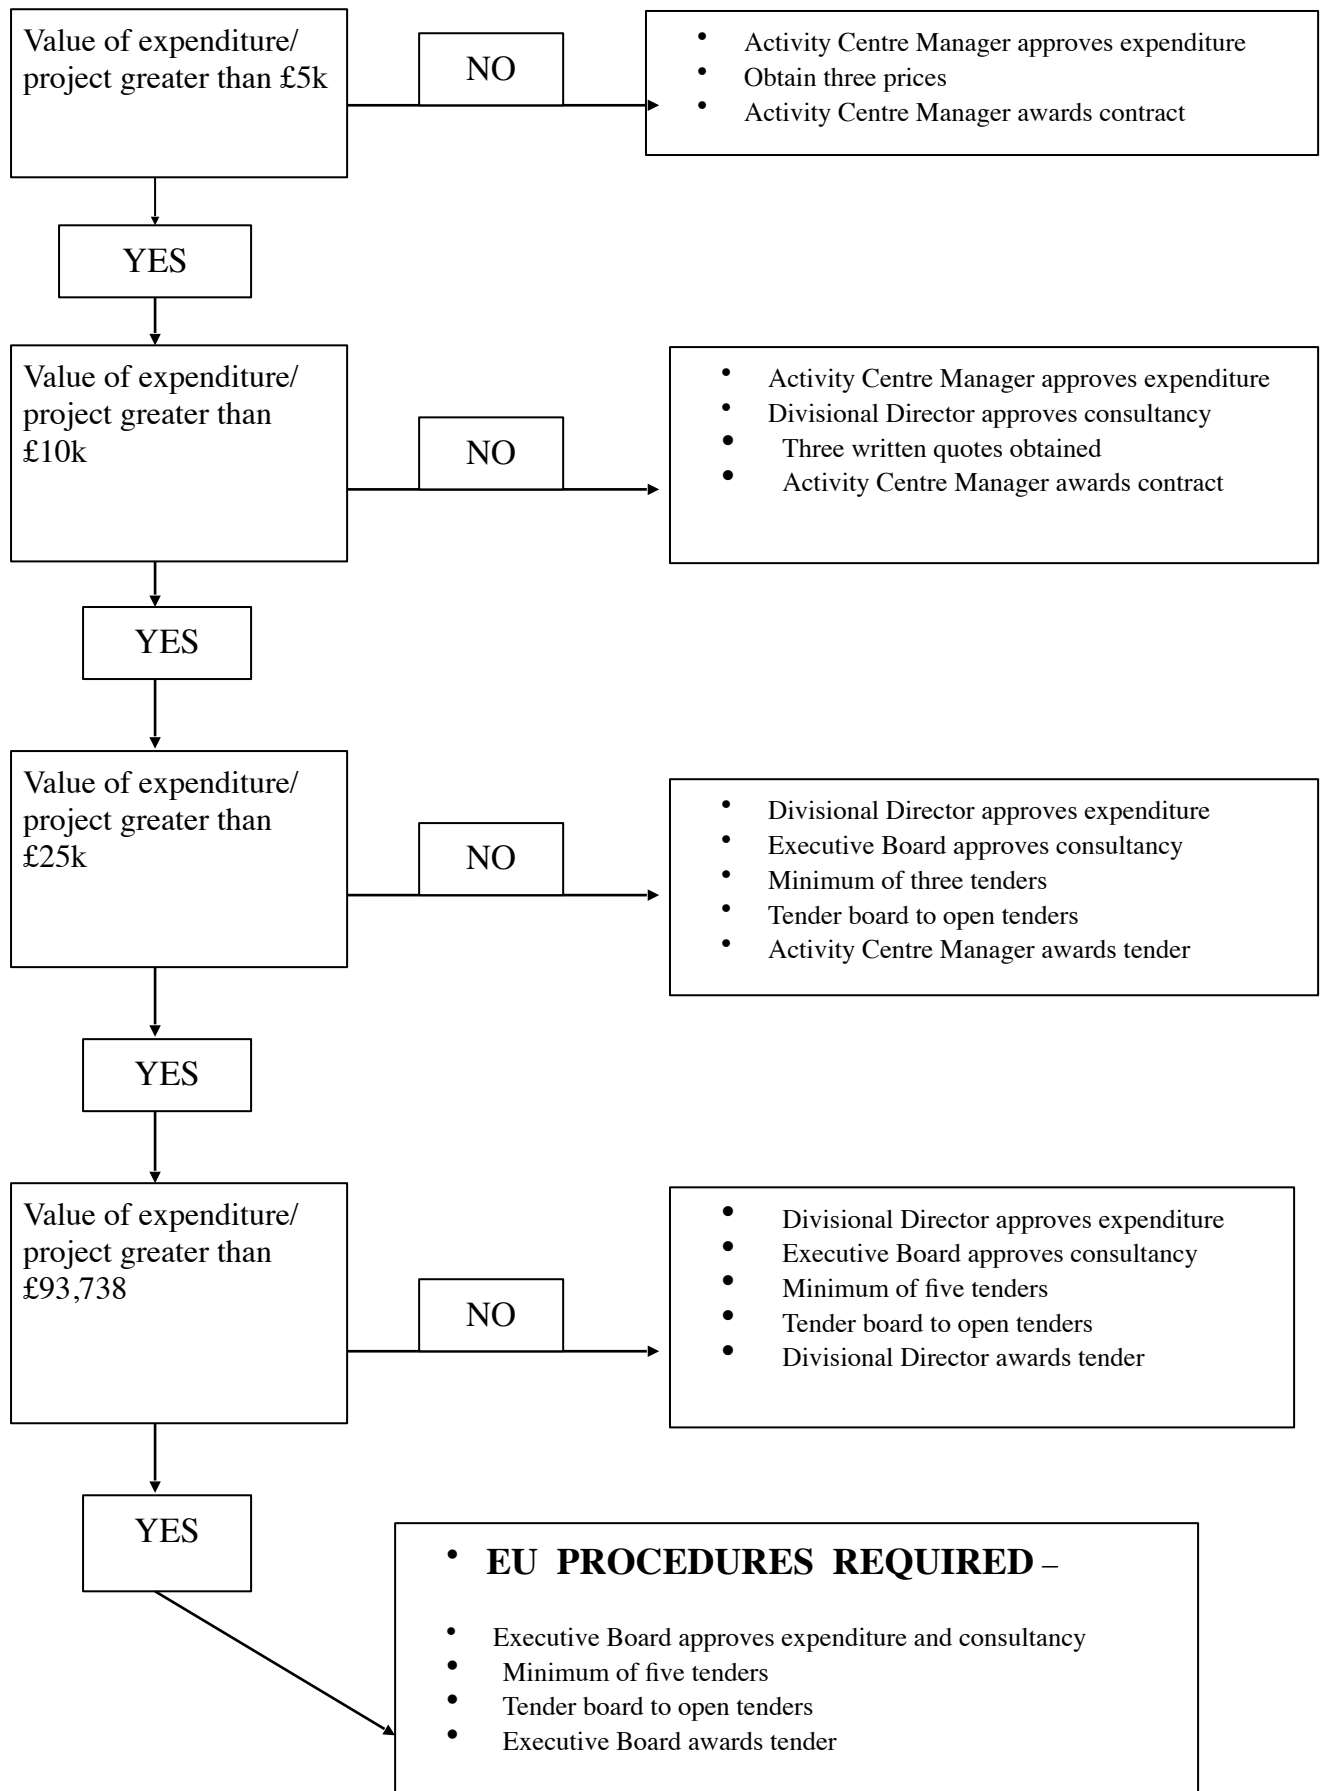 Value of expenditure/
project greater than £5k
NO
• Activity Centre Manager approves expenditure
• Obtain three prices
• Activity Centre Manager awards contract
YES
Value of expenditure/
project greater than
£10k
NO
• Activity Centre Manager approves expenditure
• Divisional Director approves consultancy
• Three written quotes obtained
• Activity Centre Manager awards contract
YES
Value of expenditure/
project greater than
£25k
NO
• Divisional Director approves expenditure
• Executive Board approves consultancy
• Minimum of three tenders
• Tender board to open tenders
• Activity Centre Manager awards tender
YES
Value of expenditure/
project greater than
£93,738
NO
• Divisional Director approves expenditure
• Executive Board approves consultancy
• Minimum of five tenders
• Tender board to open tenders
• Divisional Director awards tender
YES
• EU PROCEDURES REQUIRED –
• Executive Board approves expenditure and consultancy
• Minimum of five tenders
• Tender board to open tenders
• Executive Board awards tender